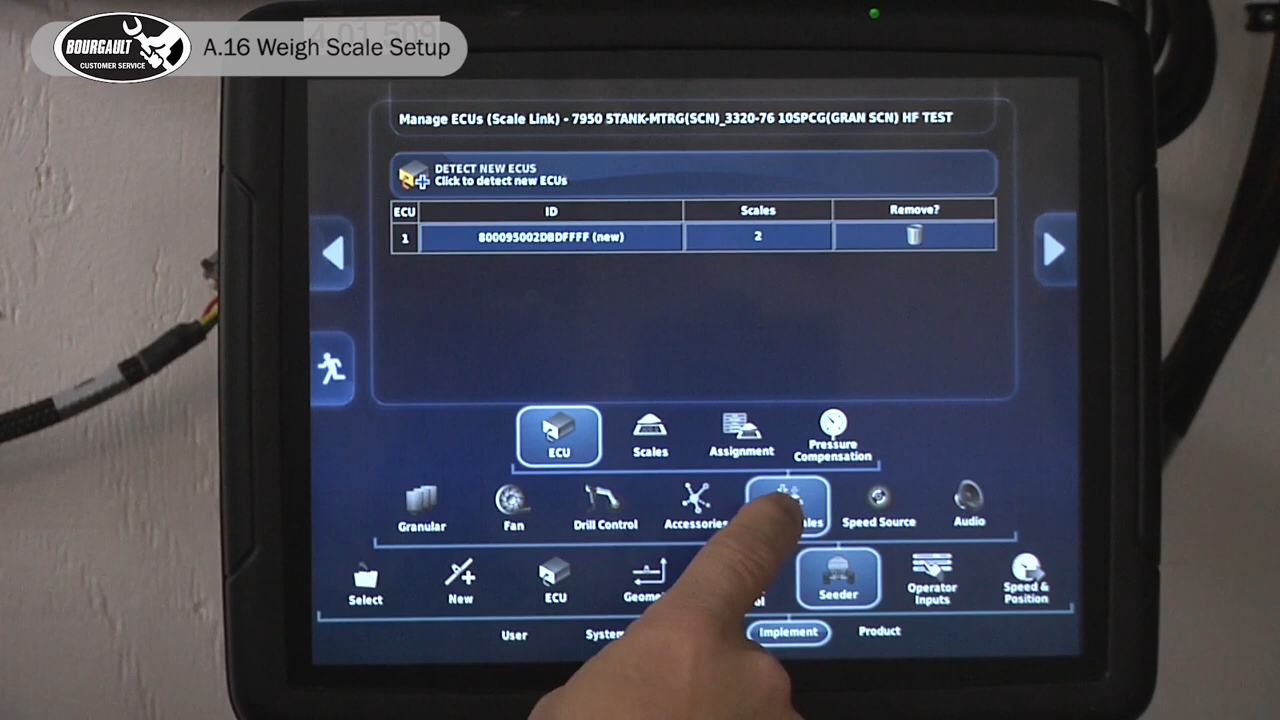 BOURGAULT
CUSTOMER SERVICE
A.16 Weigh Scale Setup
Manage ECUs (Scale Link) - 7950 5TANK-MTRG(SCN)_3320-76 10SPCG(GRAN SCN) HF TEST
DETECT NEW ECUS
Click to detect new ECUs
ECU ID Scales Remove?
1 800095002DBDFFFF (new) 2
ECU Scales Assignment Pressure
Compensation
Granular Fan Drill Control Accessories Speed Source Audio
Select New ECU Seeder Operator
Inputs Speed &
Position
User System Implement Product